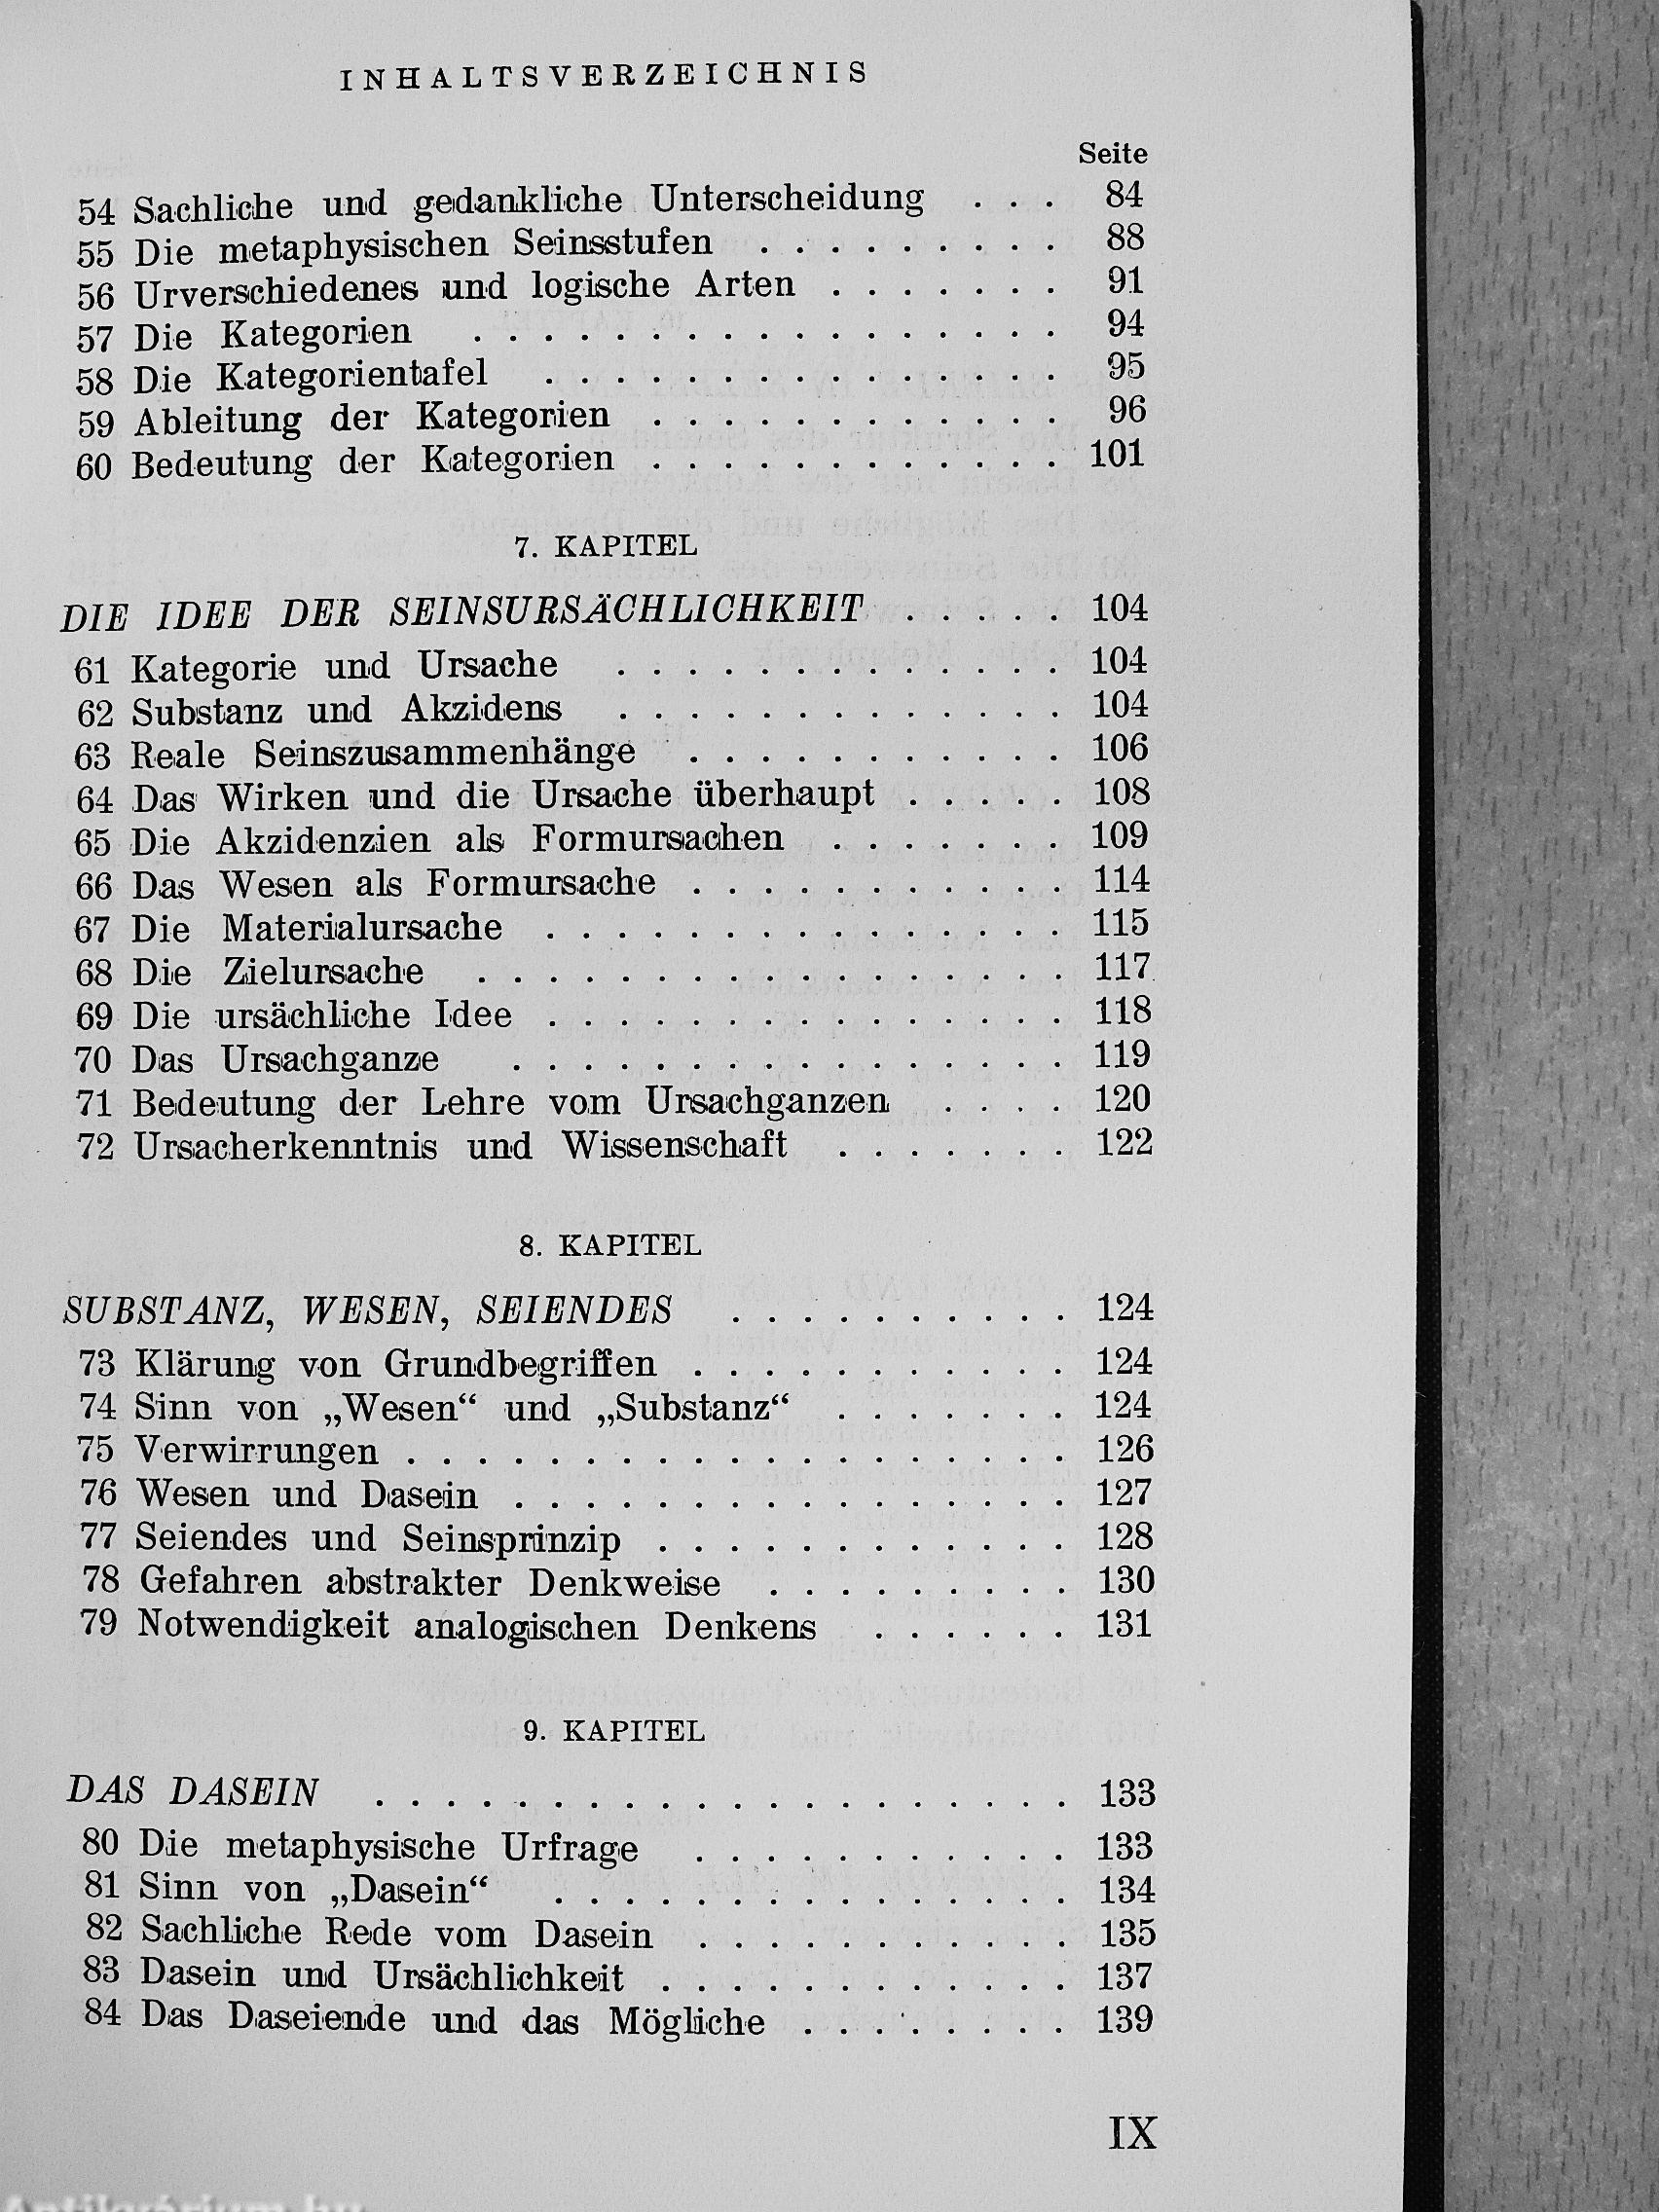 INHALTSVERZEICHNIS
Seite
54 Sachliche und gedankliche Unterscheidung . . . 84
55 Die metaphysischen Seinsstufen . . . . . . . . . 88
56 Urverschiedenes und logische Arten . . . . . . . 91
57 Die Kategorien . . . . . . . . . . . . . . . . . 94
58 Die Kategorientafel . . . . . . . . . . . . . . . 95
59 Ableitung der Kategorien . . . . . . . . . . . . 96
60 Bedeutung der Kategorien . . . . . . . . . . . . 101
7. KAPITEL
DIE IDEE DER SEINSURSÄCHLICHKEIT . . . . . 104
61 Kategorie und Ursache . . . . . . . . . . . . . 104
62 Substanz und Akzidens . . . . . . . . . . . . . 104
63 Reale Seinszusammenhänge . . . . . . . . . . . 106
64 Das Wirken und die Ursache überhaupt . . . . . 108
65 Die Akzidenzien als Formursachen . . . . . . . 109
66 Das Wesen als Formursache . . . . . . . . . . . 114
67 Die Materialursache . . . . . . . . . . . . . . . 115
68 Die Zielursache . . . . . . . . . . . . . . . . . 117
69 Die ursächliche Idee . . . . . . . . . . . . . . . 118
70 Das Ursachganze . . . . . . . . . . . . . . . . 119
71 Bedeutung der Lehre vom Ursachganzen . . . . 120
72 Ursacherkenntnis und Wissenschaft . . . . . . . 122
8. KAPITEL
SUBSTANZ, WESEN, SEIENDES . . . . . . . . . . 124
73 Klärung von Grundbegriffen . . . . . . . . . . . 124
74 Sinn von „Wesen“ und „Substanz“ . . . . . . . 124
75 Verwirrungen . . . . . . . . . . . . . . . . . . . 126
76 Wesen und Dasein . . . . . . . . . . . . . . . . 127
77 Seiendes und Seinsprinzip . . . . . . . . . . . . 128
78 Gefahren abstrakter Denkweise . . . . . . . . . 130
79 Notwendigkeit analogischen Denkens . . . . . . 131
9. KAPITEL
DAS DASEIN . . . . . . . . . . . . . . . . . . . . 133
80 Die metaphysische Urfrage . . . . . . . . . . . 133
81 Sinn von „Dasein“ . . . . . . . . . . . . . . . 134
82 Sachliche Rede vom Dasein . . . . . . . . . . . 135
83 Dasein und Ursächlichkeit . . . . . . . . . . . . 137
84 Das Daseiende und das Mögliche . . . . . . . . 139
IX
Antikvárium.hu